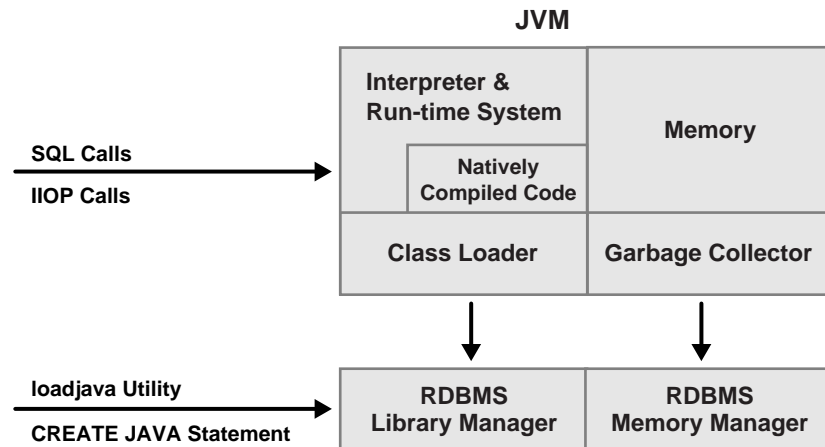 JVM
Interpreter &
Run-time System
Memory
Natively
Compiled Code
SQL Calls
IIOP Calls
Class Loader
Garbage Collector
loadjava Utility
CREATE JAVA Statement
RDBMS
Library Manager
RDBMS
Memory Manager